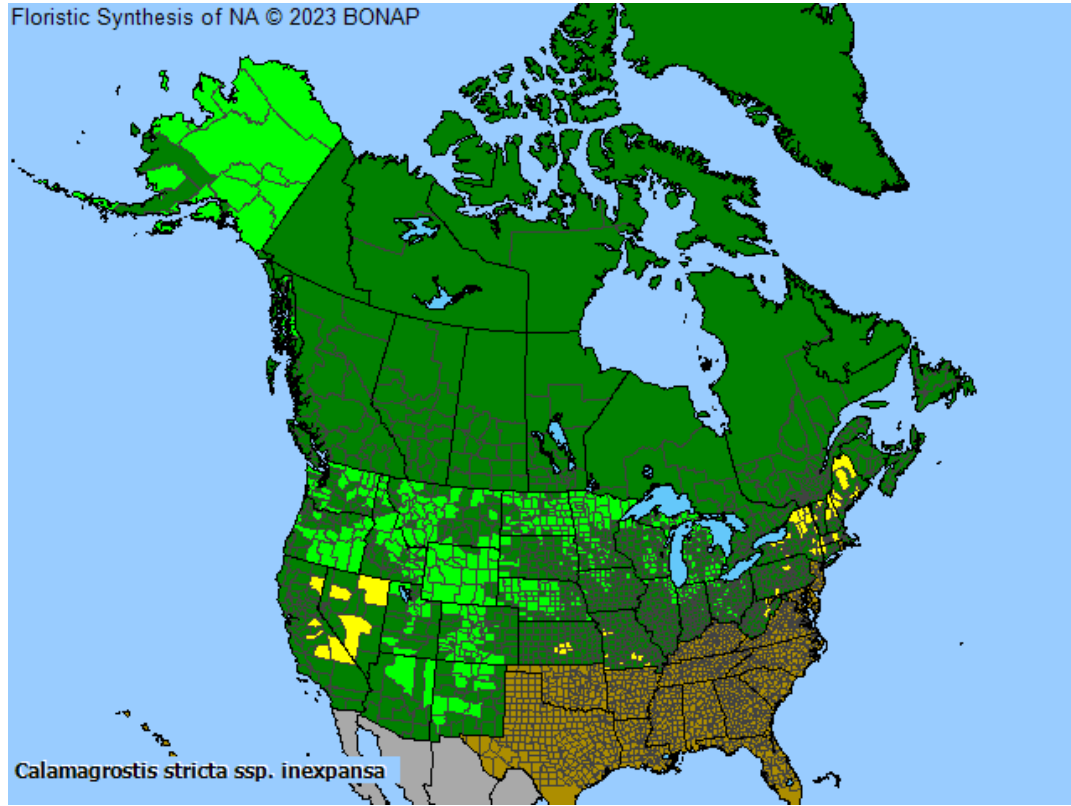 Floristic Synthesis of NA © 2023 BONAP
Calamagrostis stricta ssp. inexpansa